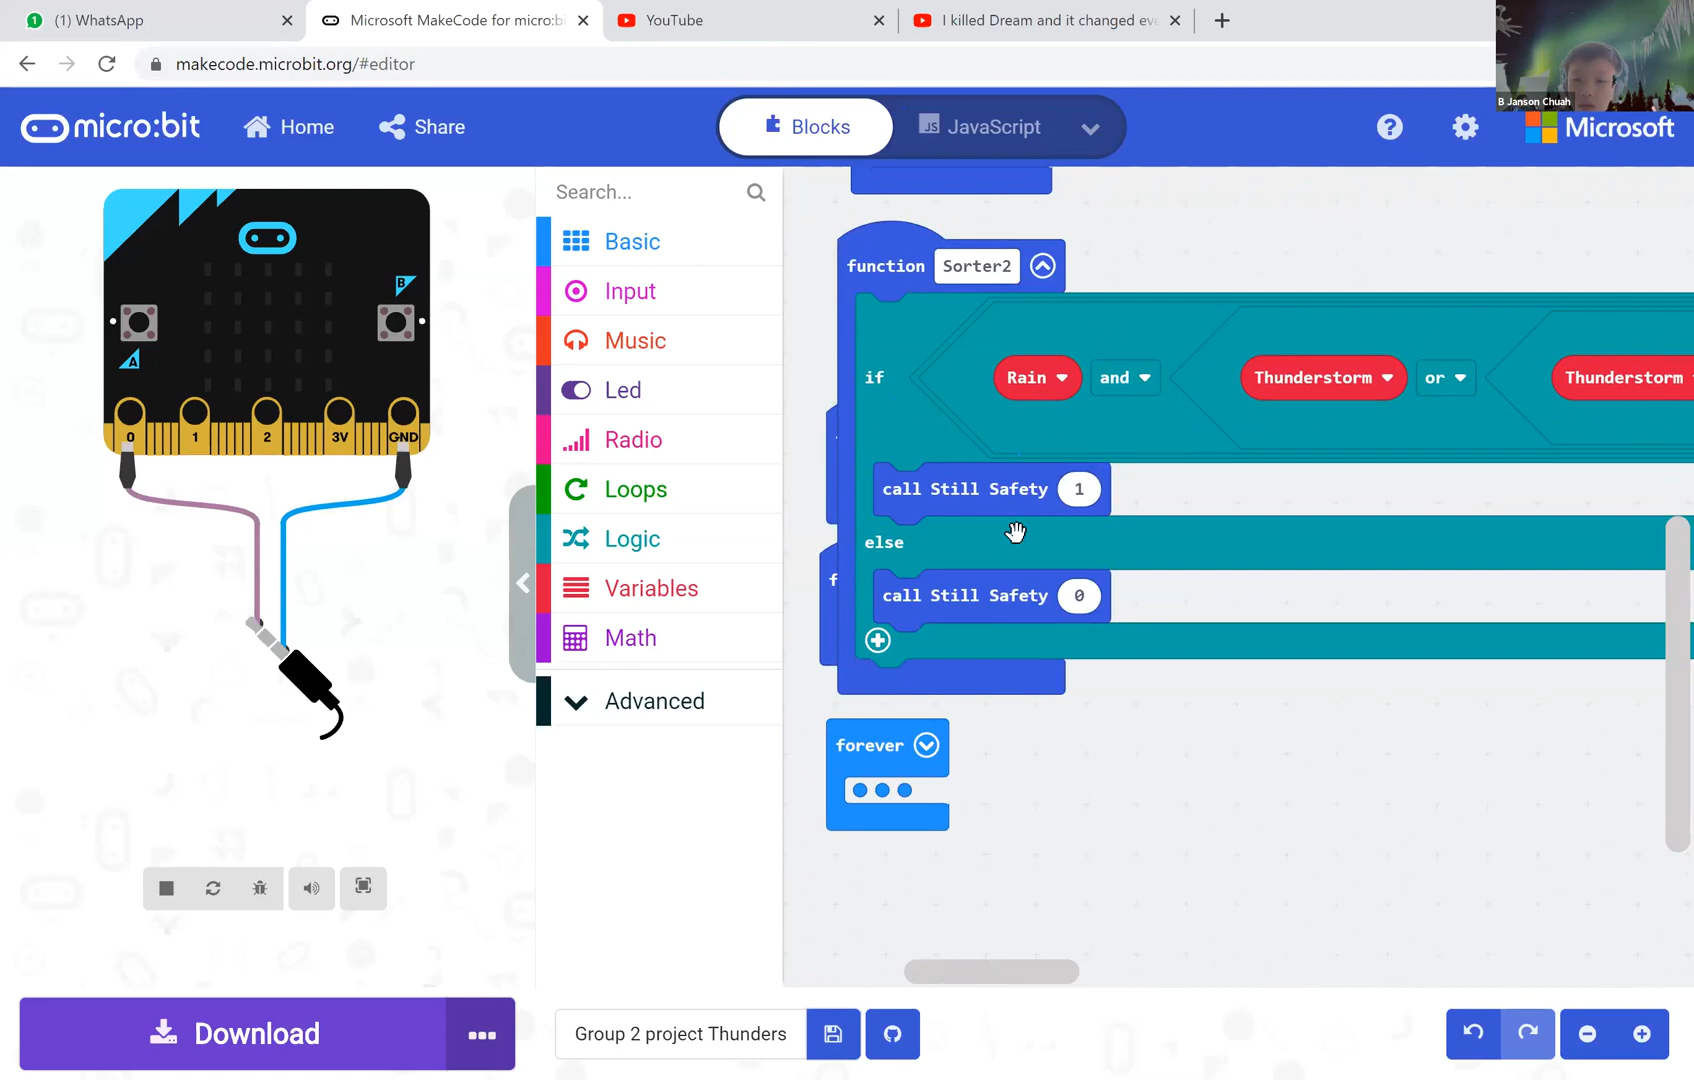 (1) WhatsApp
Microsoft MakeCode for micro:bi
YouTube
I killed Dream and it changed eve
makecode.microbit.org/#editor
B Janson Chuah
micro:bit
Home
Share
Blocks
JS JavaScript
?
Microsoft
Search...
Basic
Input
Music
Led
Radio
Loops
Logic
Variables
Math
Advanced
A
B
0 1 2 3V GND
function Sorter2
if Rain and Thunderstorm or Thunderstorm
call Still Safety 1
else
call Still Safety 0
f
forever
Download
Group 2 project Thunders